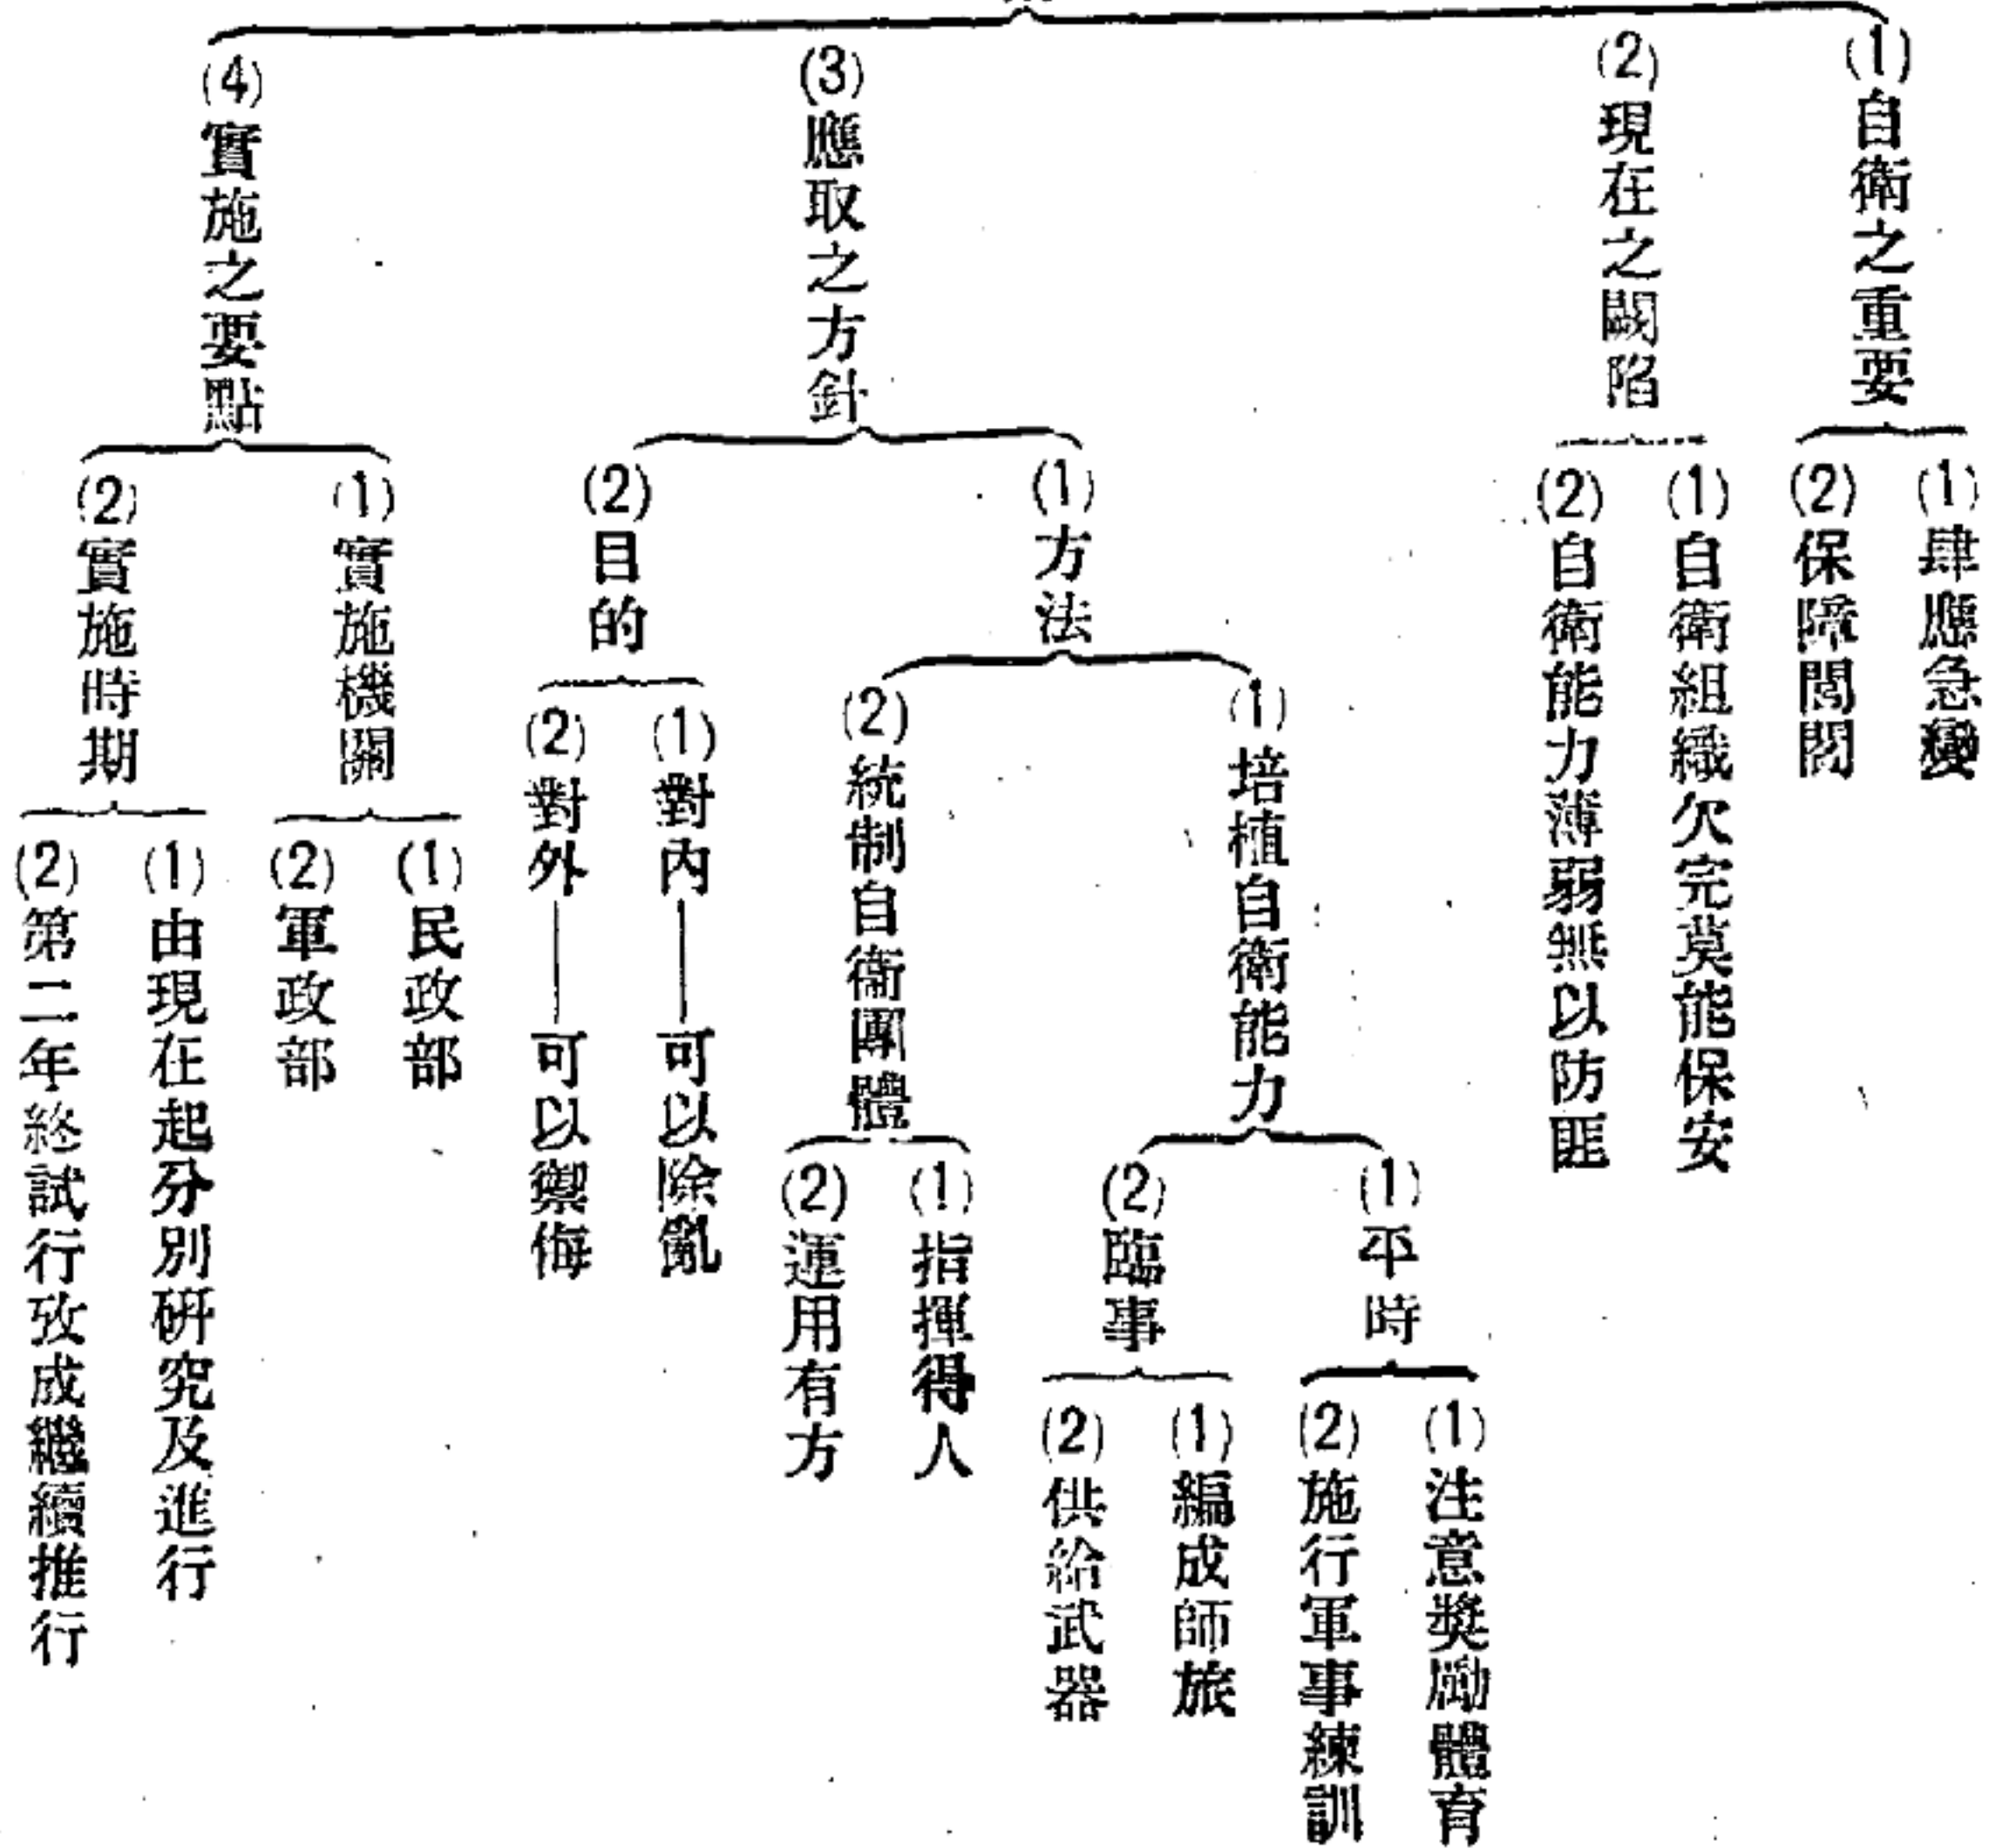 (1)自衛之重要
(1)肆應急變
(2)保障閭閻
(2)現在之闕陷
(1)自衛組織欠完莫能保安
(2)自衛能力薄弱無以防匪
(3)應取之方針
(1)方法
(1)培植自衛能力
(1)平時
(1)注意獎勵體育
(2)施行軍事練訓
(2)臨事
(1)編成師旅
(2)供給武器
(2)統制自衛團體
(1)指揮得人
(2)運用有方
(2)目的
(1)對內——可以除亂
(2)對外——可以禦侮
(4)實施之要點
(1)實施機關
(1)民政部
(2)軍政部
(2)實施時期
(1)由現在起分別研究及進行
(2)第二年終試行攷成繼續推行